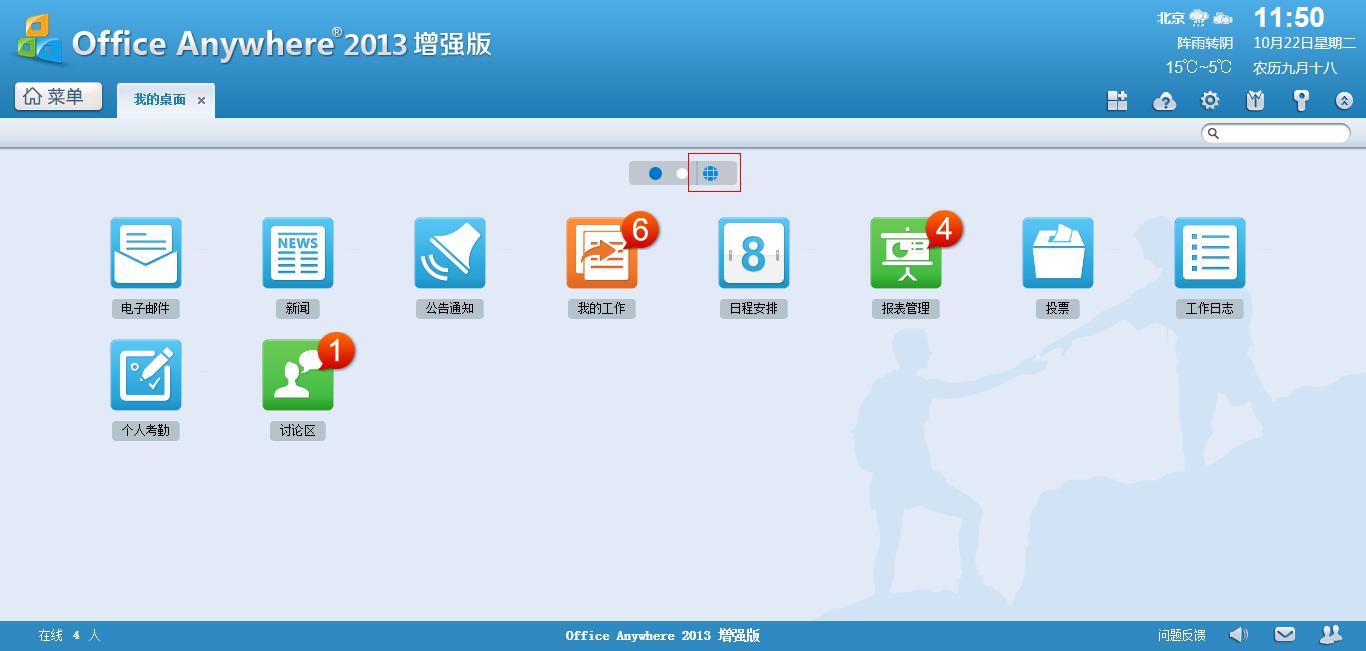 Office Anywhere® 2013 增强版
北京
11:50
阵雨转阴
10月22日星期二
15℃~5℃
农历九月十八
菜单
我的桌面 ×
NEWS
6
8
4
电子邮件
新闻
公告通知
我的工作
日程安排
报表管理
投票
工作日志
1
个人考勤
讨论区
在线 4 人
Office Anywhere 2013 增强版
问题反馈